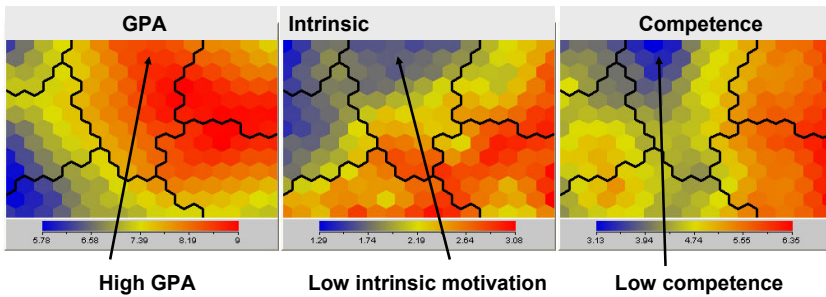 GPA Intrinsic Competence
5.78 6.58 7.39 8.19 9 1.29 1.74 2.19 2.64 3.08 3.13 3.94 4.74 5.55 6.35
High GPA Low intrinsic motivation Low competence